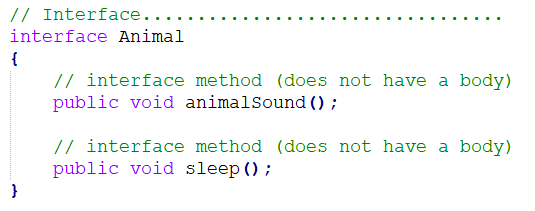 // Interface.................................
interface Animal
{
// interface method (does not have a body)
public void animalSound();
// interface method (does not have a body)
public void sleep();
}